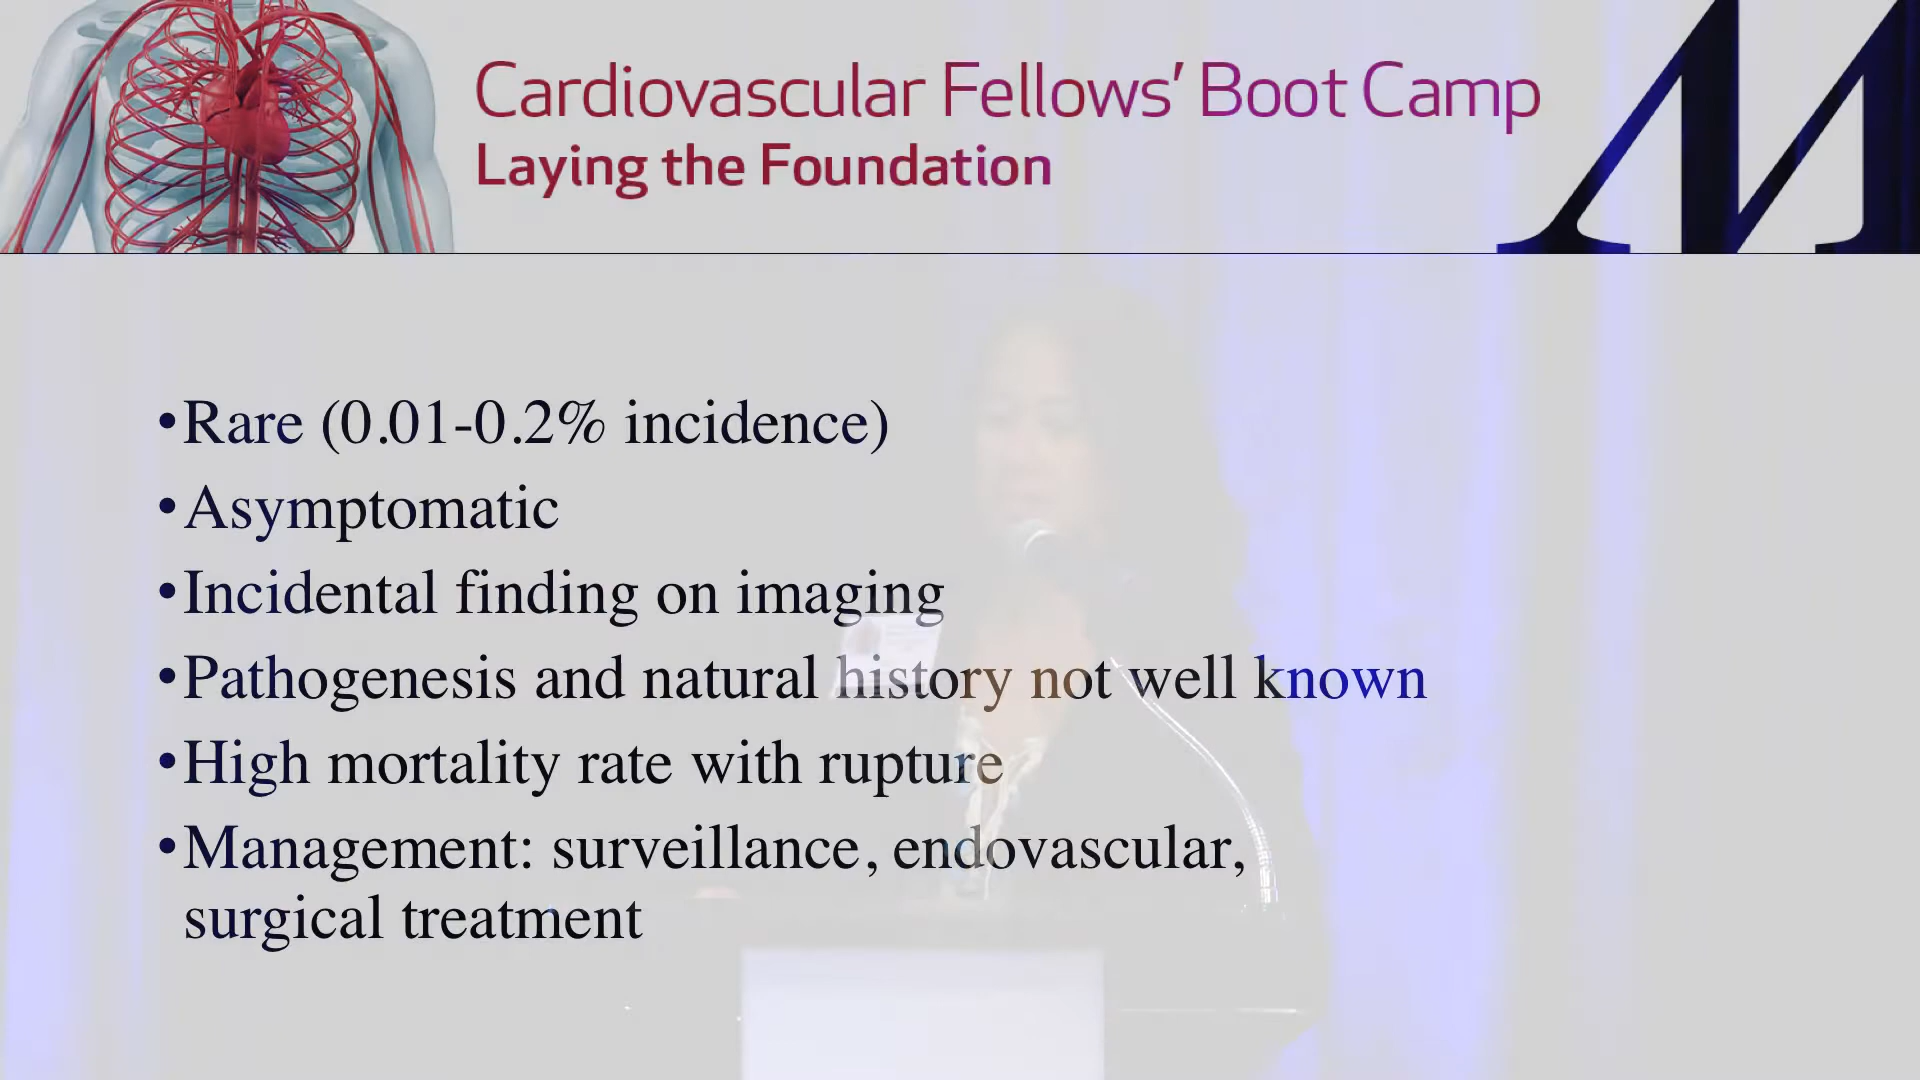 Cardiovascular Fellows' Boot Camp
Laying the Foundation
M
•Rare (0.01-0.2% incidence)
•Asymptomatic
•Incidental finding on imaging
•Pathogenesis and natural history not well known
•High mortality rate with rupture
•Management: surveillance, endovascular,
surgical treatment